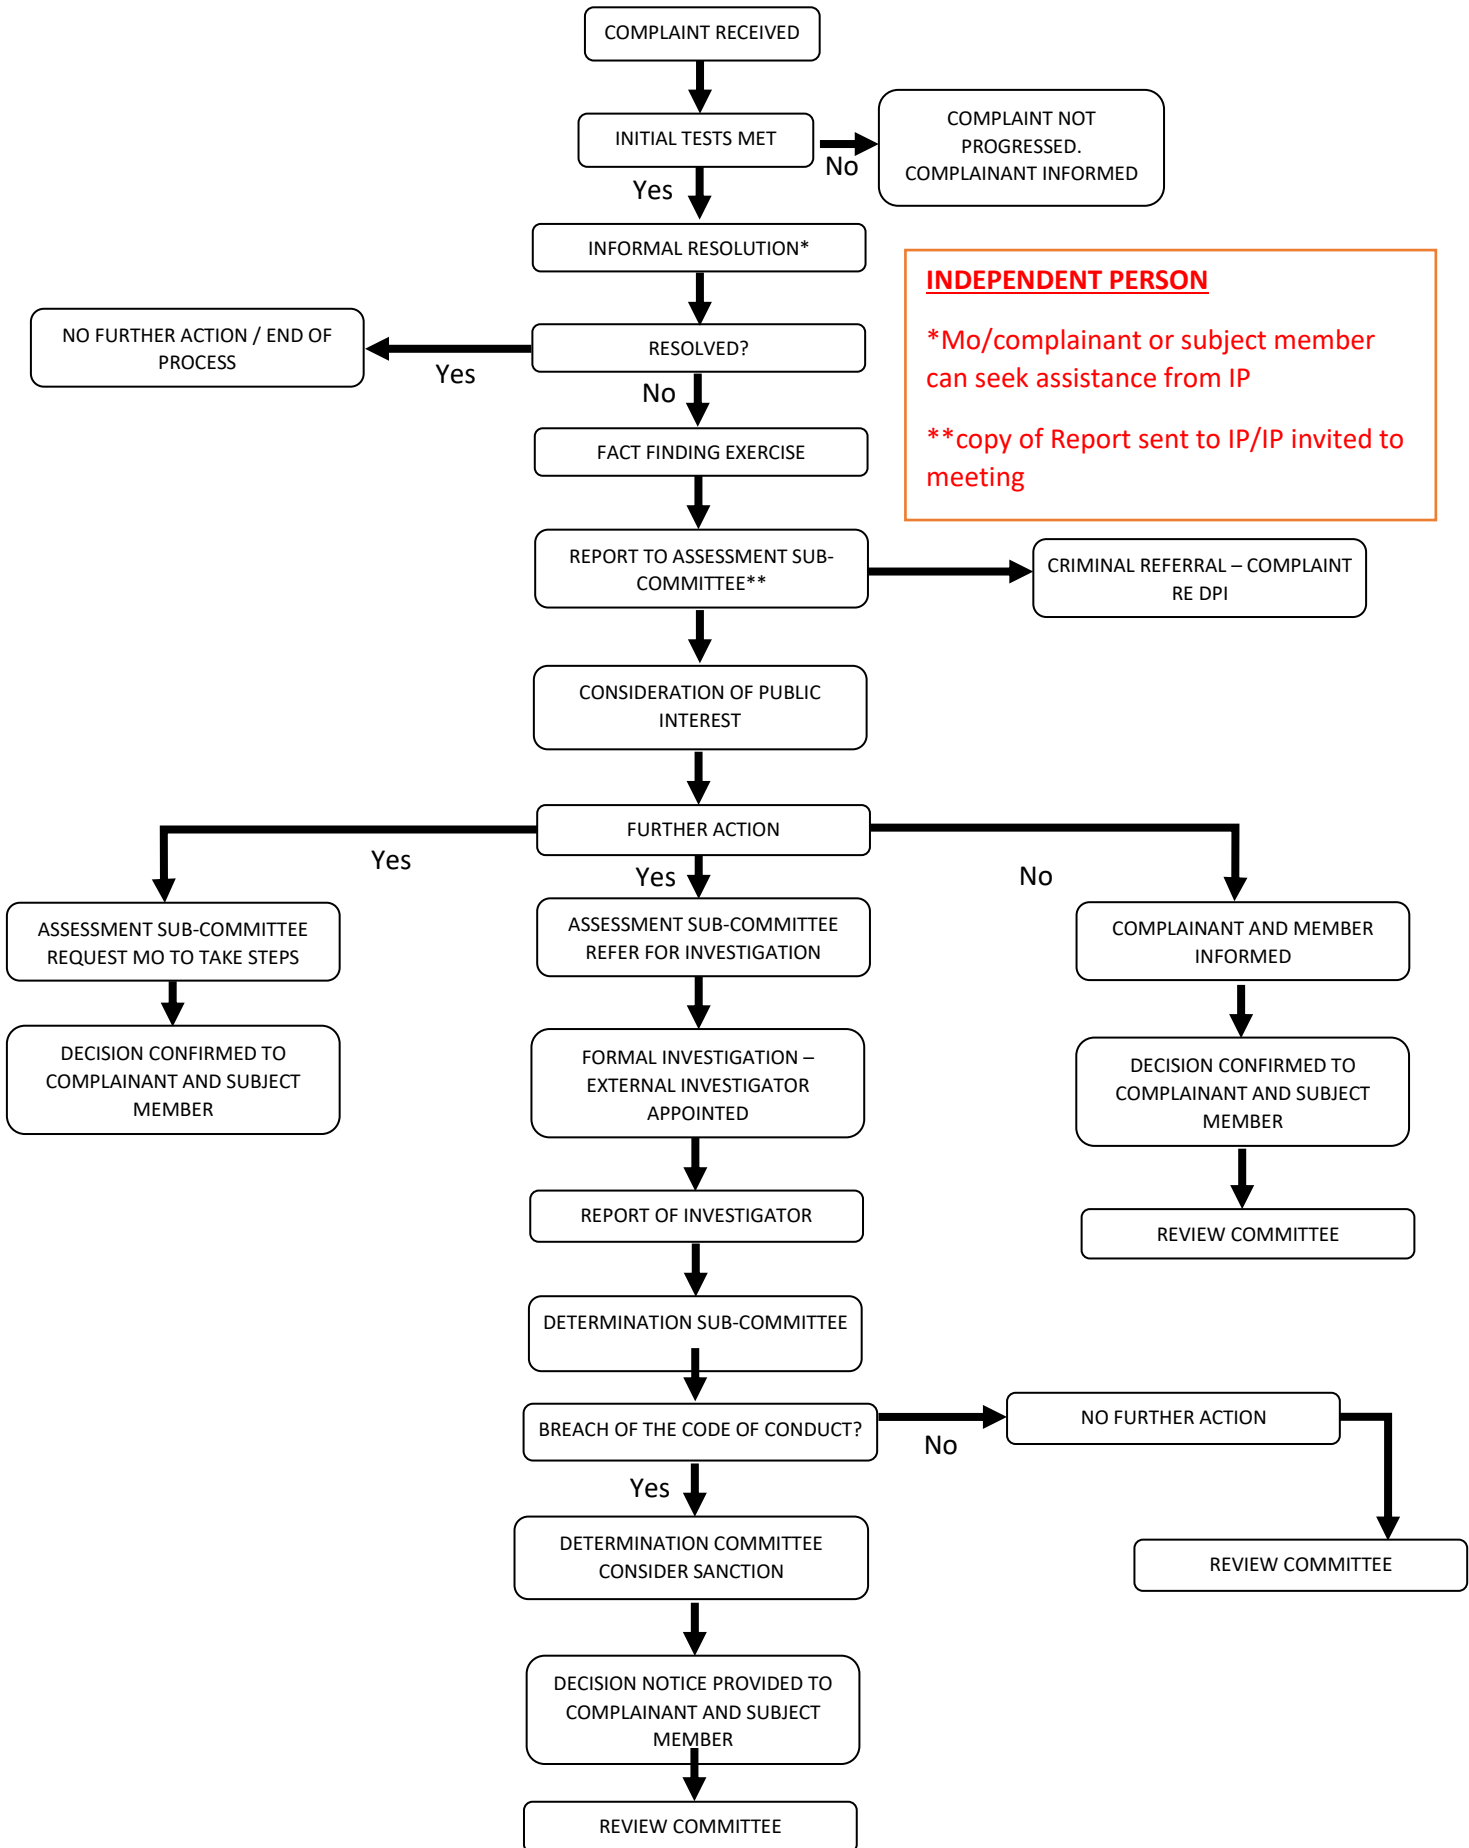 COMPLAINT RECEIVED
INITIAL TESTS MET
No
COMPLAINT NOT
PROGRESSED.
COMPLAINANT INFORMED
Yes
INFORMAL RESOLUTION*
INDEPENDENT PERSON
*Mo/complainant or subject member
can seek assistance from IP
**copy of Report sent to IP/IP invited to
meeting
RESOLVED?
Yes
NO FURTHER ACTION / END OF
PROCESS
No
FACT FINDING EXERCISE
REPORT TO ASSESSMENT SUB-
COMMITTEE**
CRIMINAL REFERRAL – COMPLAINT
RE DPI
CONSIDERATION OF PUBLIC
INTEREST
FURTHER ACTION
Yes
Yes
No
ASSESSMENT SUB-COMMITTEE
REQUEST MO TO TAKE STEPS
DECISION CONFIRMED TO
COMPLAINANT AND SUBJECT
MEMBER
ASSESSMENT SUB-COMMITTEE
REFER FOR INVESTIGATION
FORMAL INVESTIGATION –
EXTERNAL INVESTIGATOR
APPOINTED
COMPLAINANT AND MEMBER
INFORMED
DECISION CONFIRMED TO
COMPLAINANT AND SUBJECT
MEMBER
REVIEW COMMITTEE
REPORT OF INVESTIGATOR
DETERMINATION SUB-COMMITTEE
BREACH OF THE CODE OF CONDUCT?
No
NO FURTHER ACTION
REVIEW COMMITTEE
Yes
DETERMINATION COMMITTEE
CONSIDER SANCTION
DECISION NOTICE PROVIDED TO
COMPLAINANT AND SUBJECT
MEMBER
REVIEW COMMITTEE